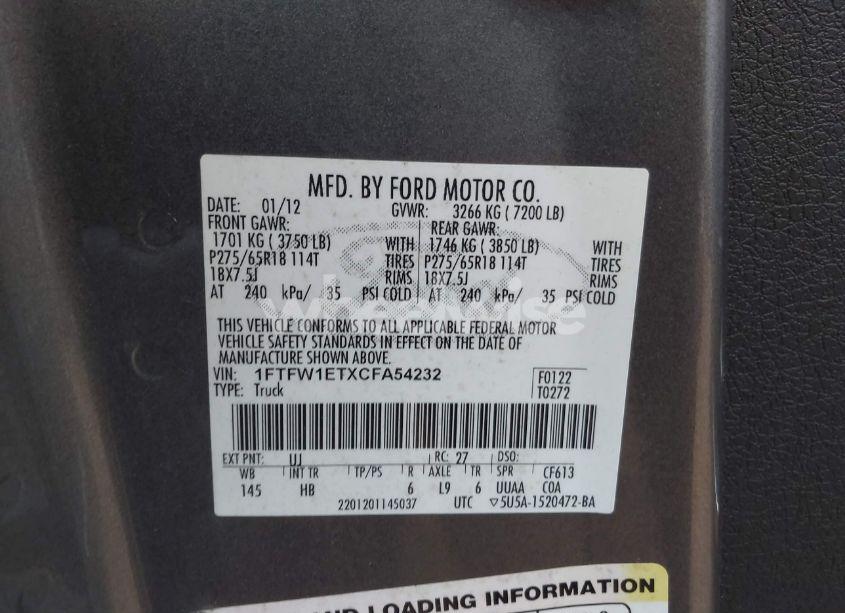 MFD. BY FORD MOTOR CO.
DATE: 01/12 GVWR: 3266 KG ( 7200 LB)
FRONT GAWR: REAR GAWR:
1701 KG ( 3750 LB) WITH 1746 KG ( 3850 LB) WITH
P275/65R18 114T TIRES P275/65R18 114T TIRES
18X7.5J RIMS 18X7.5J RIMS
AT 240 kPa/ 35 PSI COLD AT 240 kPa/ 35 PSI COLD
THIS VEHICLE CONFORMS TO ALL APPLICABLE FEDERAL MOTOR
VEHICLE SAFETY STANDARDS IN EFFECT ON THE DATE OF
MANUFACTURE SHOWN ABOVE.
VIN: 1FTFW1ETXCFA54232 F0122
TYPE: Truck T0272
EXT PNT: UJ RC: 27 DSO:
WB INT TR TP/PS R AXLE TR SPR CF613
145 HB 6 L9 6 UUAA COA
2201201145037 UTC ▽5U5A-1520472-BA
AND LOADING INFORMATION
wheelwise